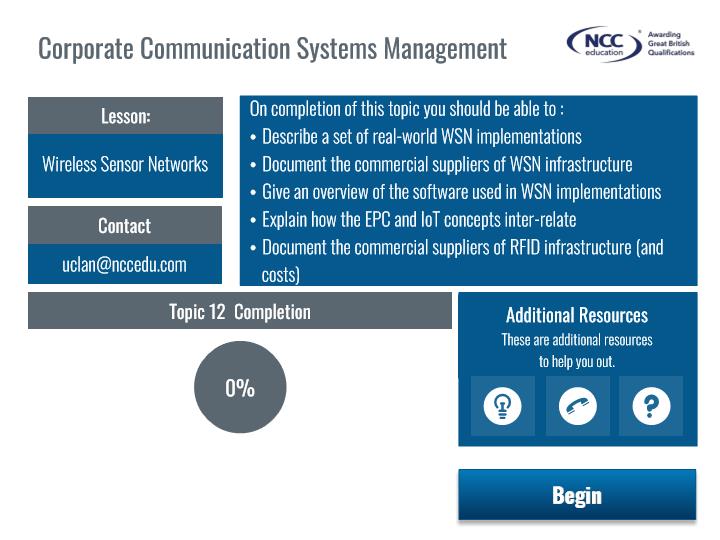 Corporate Communication Systems Management
NCC
education
Awarding
Great British
Qualifications
Lesson:
Wireless Sensor Networks
Contact
uclan@nccedu.com
On completion of this topic you should be able to :
• Describe a set of real-world WSN implementations
• Document the commercial suppliers of WSN infrastructure
• Give an overview of the software used in WSN implementations
• Explain how the EPC and IoT concepts inter-relate
• Document the commercial suppliers of RFID infrastructure (and
costs)
Topic 12 Completion
0%
Additional Resources
These are additional resources
to help you out.
?
Begin